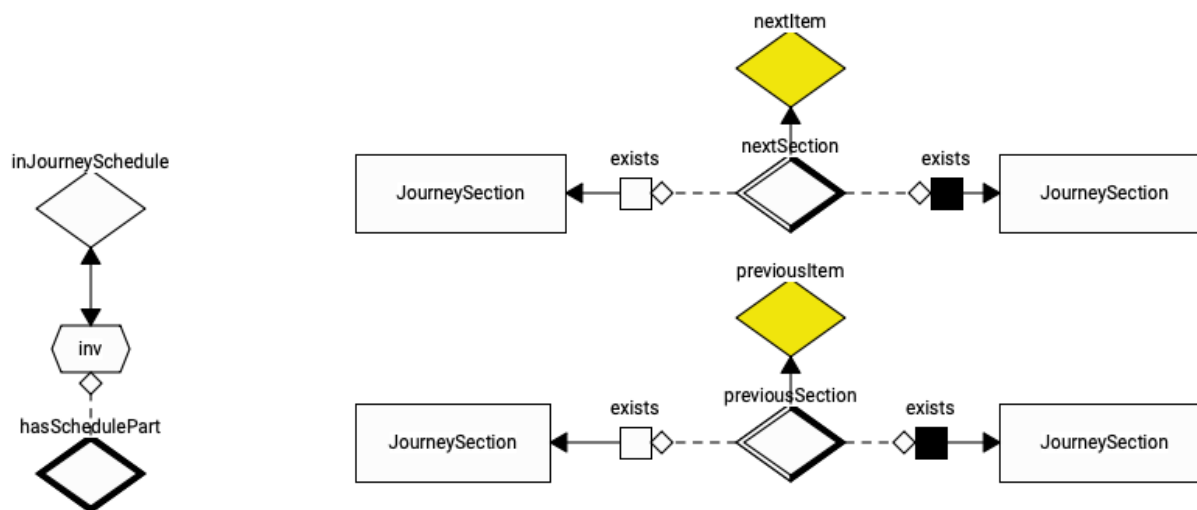 nextItem
inJourneySchedule
nextSection
exists
exists
JourneySection
JourneySection
previousItem
inv
previousSection
hasSchedulePart
exists
exists
JourneySection
JourneySection